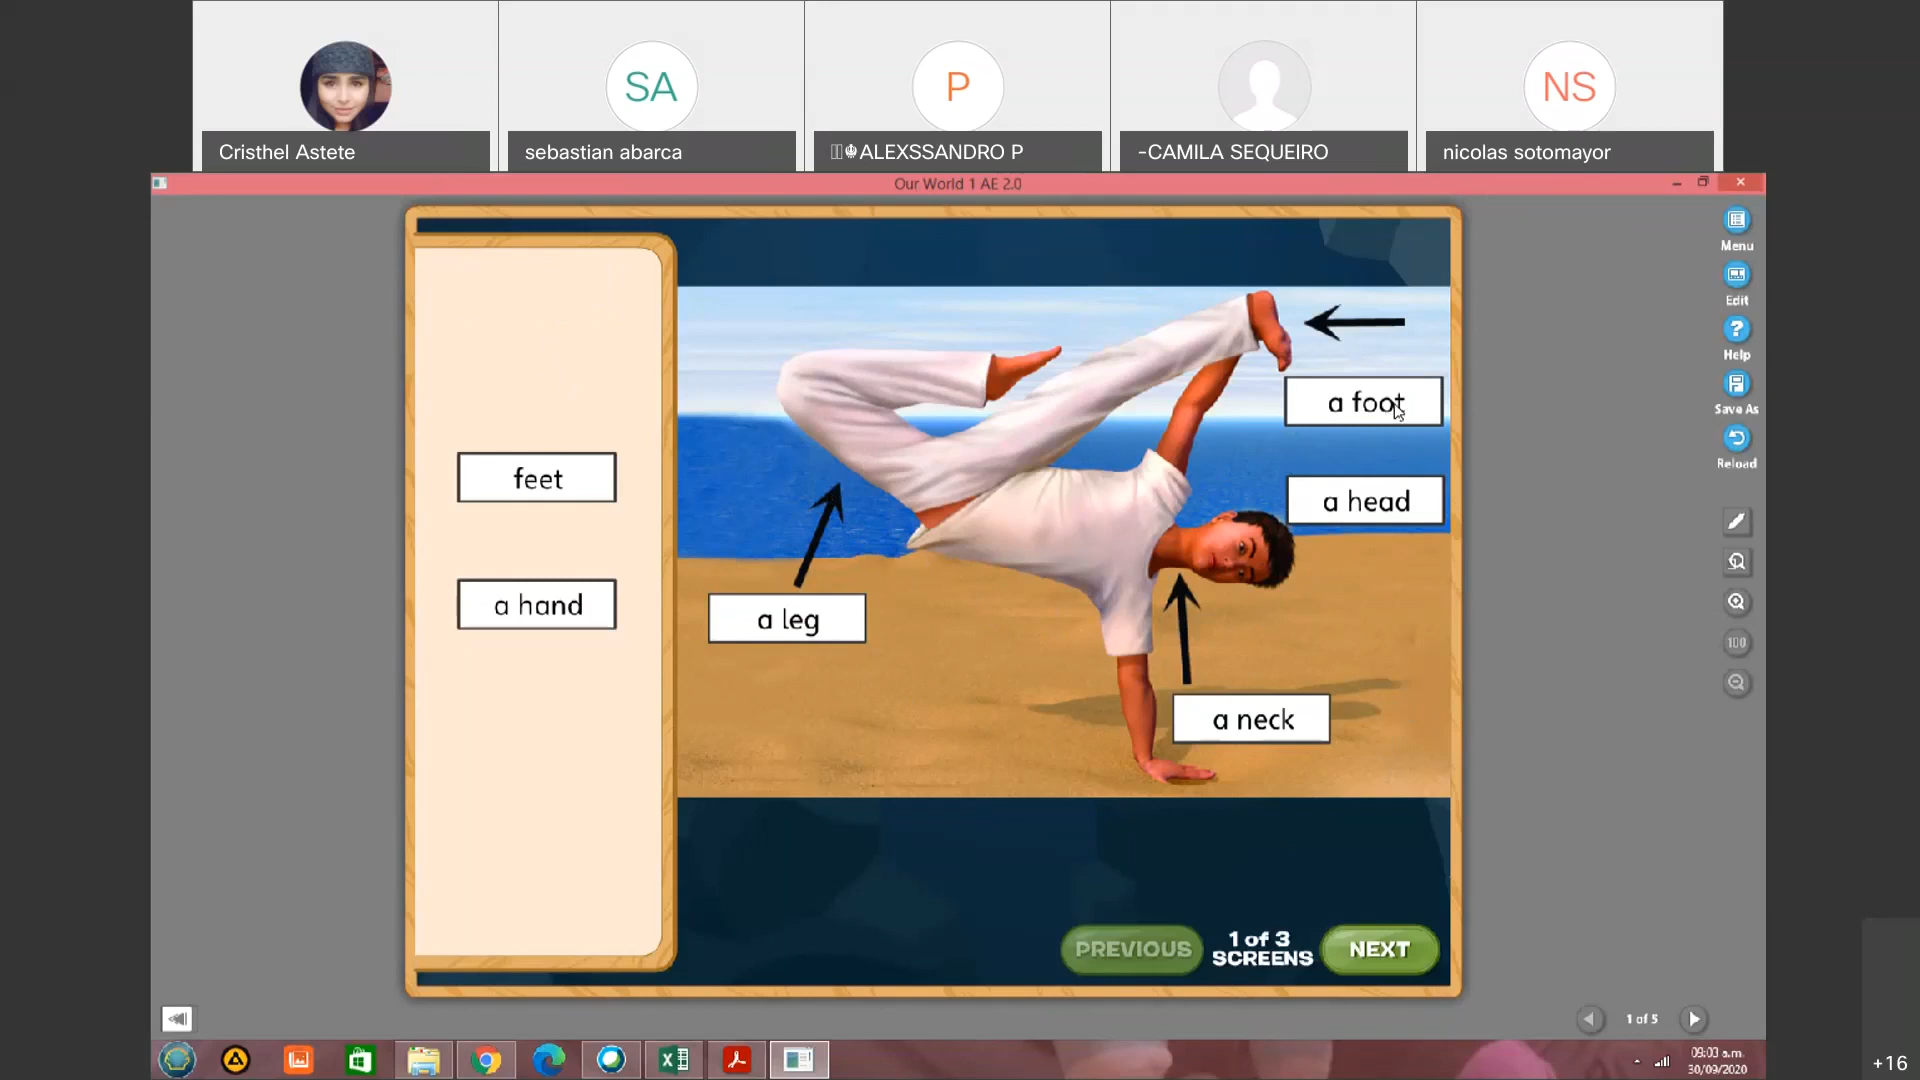 SA
P
NS
Cristhel Astete
sebastian abarca
ALEXSSANDRO P
-CAMILA SEQUEIRO
nicolas sotomayor
Our World 1 AE 2.0
Menu
Edit
Help
Save As
Reload
100
a foot
feet
a head
a hand
a leg
a neck
PREVIOUS
1 of 3
SCREENS
NEXT
1 of 5
09:03 a.m.
30/09/2020
+16